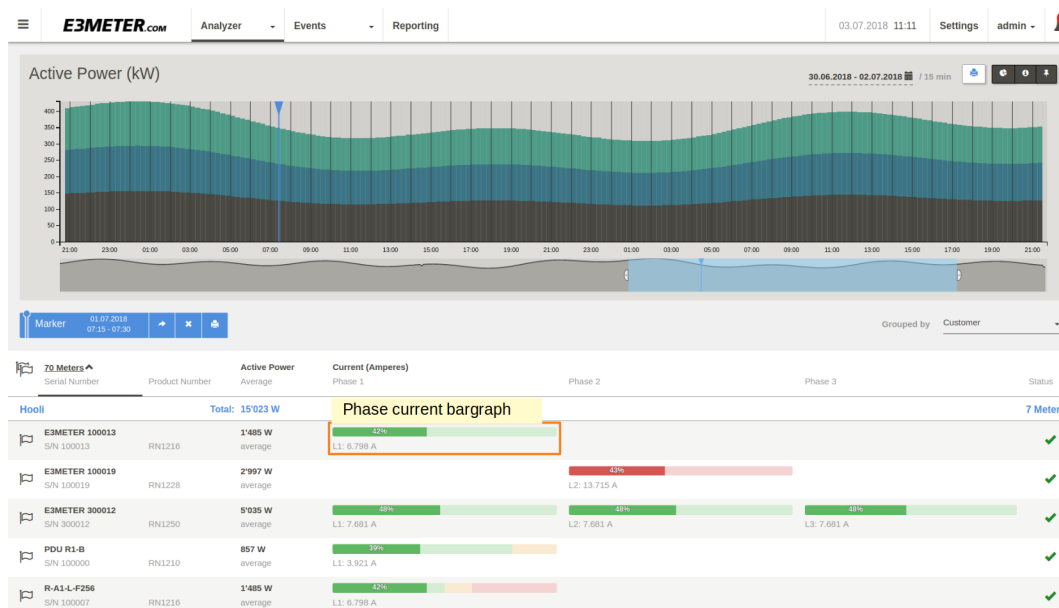 E3METER.COM Analyzer Events Reporting 03.07.2018 11:11 Settings admin
Active Power (kW)
30.06.2018 - 02.07.2018 / 15 min
400
350
300
250
200
150
100
50
0
21:00 23:00 01:00 03:00 05:00 07:00 09:00 11:00 13:00 15:00 17:00 19:00 21:00 23:00 01:00 03:00 05:00 07:00 09:00 11:00 13:00 15:00 17:00 19:00 21:00
Marker 01.07.2018
07:15 - 07:30
Grouped by Customer
70 Meters Active Power Current (Amperes)
Serial Number Product Number Average Phase 1 Phase 2 Phase 3 Status
Hooli Total: 15'023 W Phase current bargraph 7 Meter
E3METER 100013 1'485 W 42%
S/N 100013 RN1216 average L1: 6.798 A
E3METER 100019 2'997 W 43%
S/N 100019 RN1228 average L2: 13.715 A
E3METER 300012 5'035 W 48% 48% 48%
S/N 300012 RN1250 average L1: 7.681 A L2: 7.681 A L3: 7.681 A
PDU R1-B 857 W 39%
S/N 100000 RN1210 average L1: 3.921 A
R-A1-L-F256 1'485 W 42%
S/N 100007 RN1216 average L1: 6.798 A